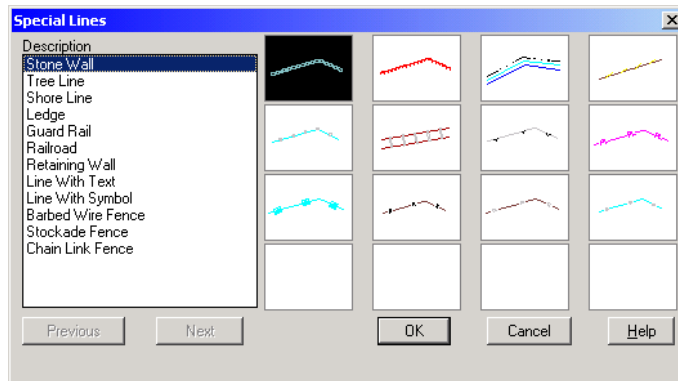 Special Lines
Description
Stone Wall
Tree Line
Shore Line
Ledge
Guard Rail
Railroad
Retaining Wall
Line With Text
Line With Symbol
Barbed Wire Fence
Stockade Fence
Chain Link Fence
Previous
Next
OK
Cancel
Help